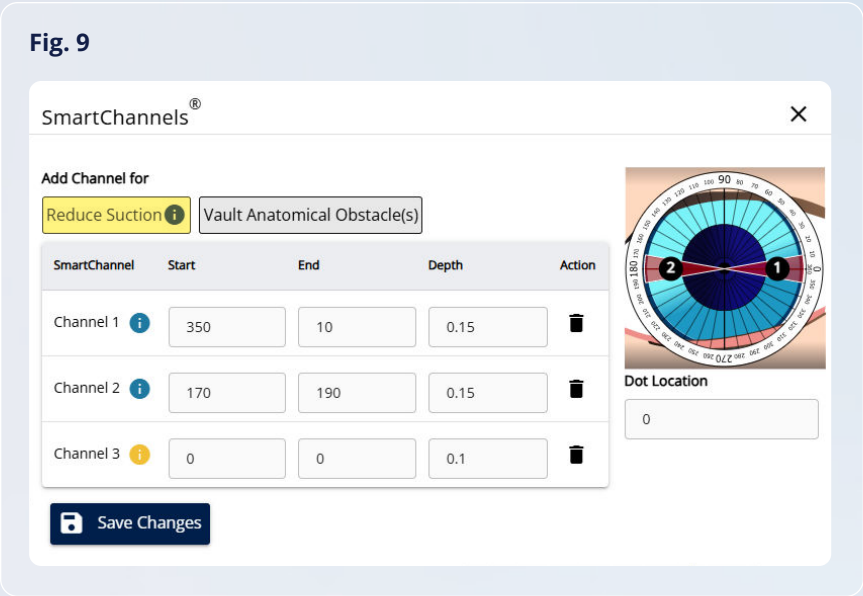 Fig. 9
SmartChannels®
Add Channel for
Reduce Suction i
Vault Anatomical Obstacle(s)
SmartChannel Start End Depth Action
Channel 1 i 350 10 0.15
Channel 2 i 170 190 0.15
Channel 3 i 0 0 0.1
Save Changes
90
180 2 1 0
270
Dot Location
0